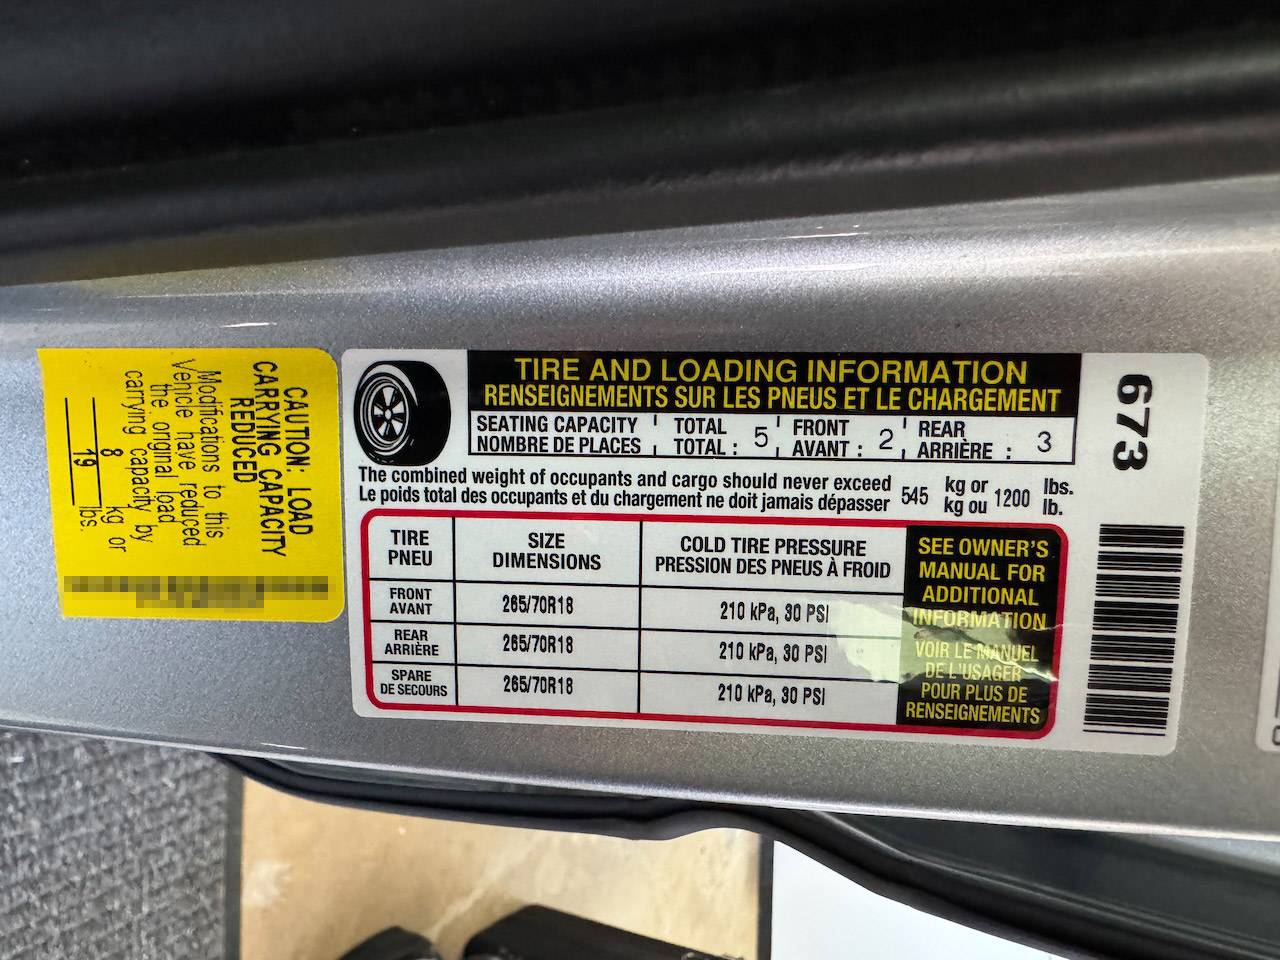 CAUTION: LOAD
CARRYING CAPACITY
REDUCED
Modifications to this
Vehicle have reduced
the original load
carrying capacity by
8 kg or
19 lbs.
TIRE AND LOADING INFORMATION
RENSEIGNEMENTS SUR LES PNEUS ET LE CHARGEMENT
SEATING CAPACITY TOTAL FRONT REAR
NOMBRE DE PLACES TOTAL : 5 AVANT : 2 ARRIÈRE : 3
The combined weight of occupants and cargo should never exceed 545 kg or 1200 lbs.
Le poids total des occupants et du chargement ne doit jamais dépasser kg ou lb.
TIRE SIZE COLD TIRE PRESSURE
PNEU DIMENSIONS PRESSION DES PNEUS À FROID
FRONT
AVANT 265/70R18 210 kPa, 30 PSI
REAR
ARRIÈRE 265/70R18 210 kPa, 30 PSI
SPARE
DE SECOURS 265/70R18 210 kPa, 30 PSI
SEE OWNER'S
MANUAL FOR
ADDITIONAL
INFORMATION
VOIR LE MANUEL
DE L'USAGER
POUR PLUS DE
RENSEIGNEMENTS
673